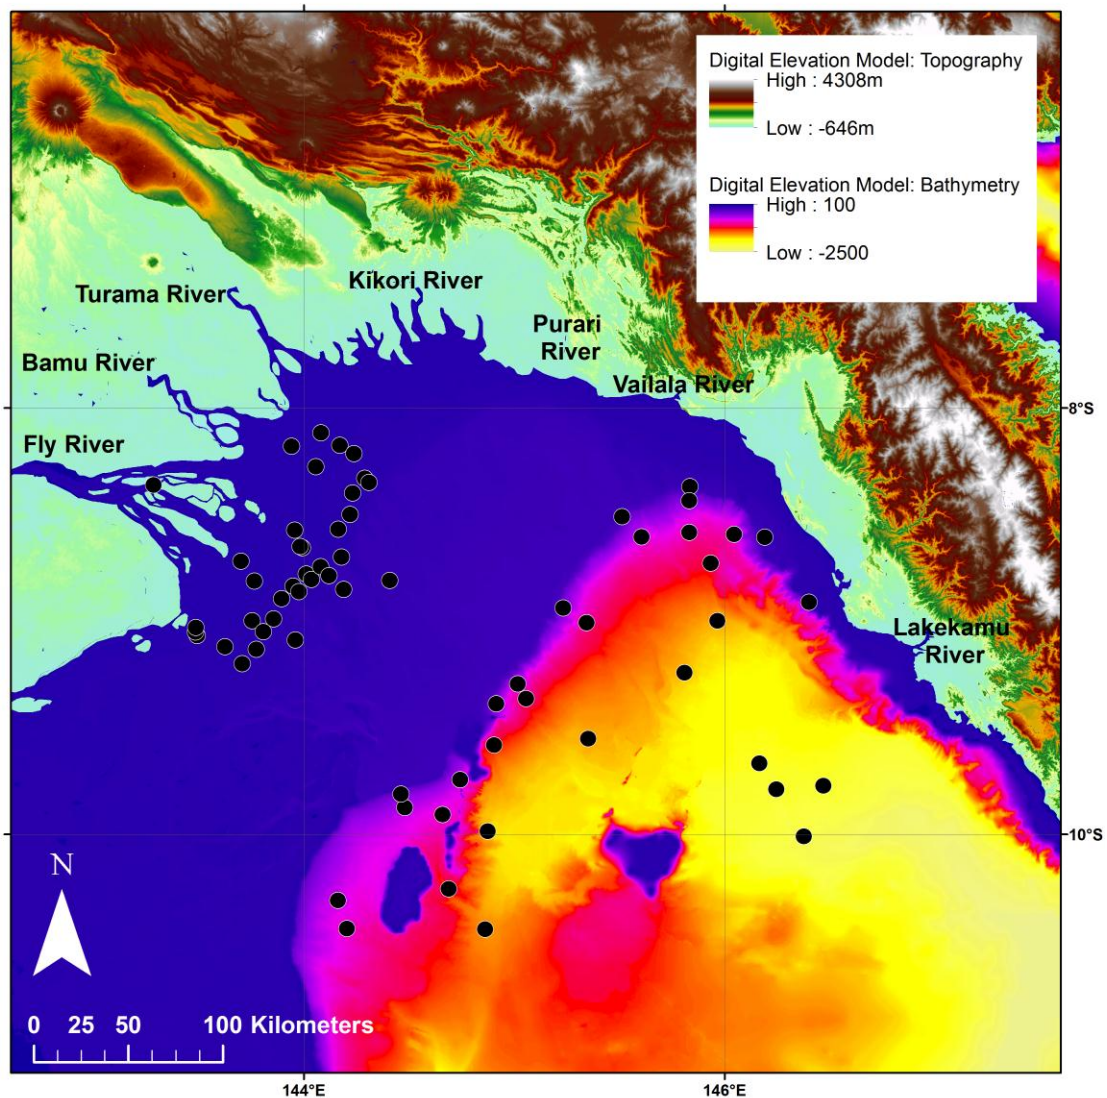 Digital Elevation Model: Topography
High : 4308m
Low : -646m
Digital Elevation Model: Bathymetry
High : 100
Low : -2500
Kikori River
Turama River
Purari
River
Bamu River
Vailala River
8°S
Fly River
Lakekamu
River
10°S
N
0 25 50 100 Kilometers
144°E
146°E